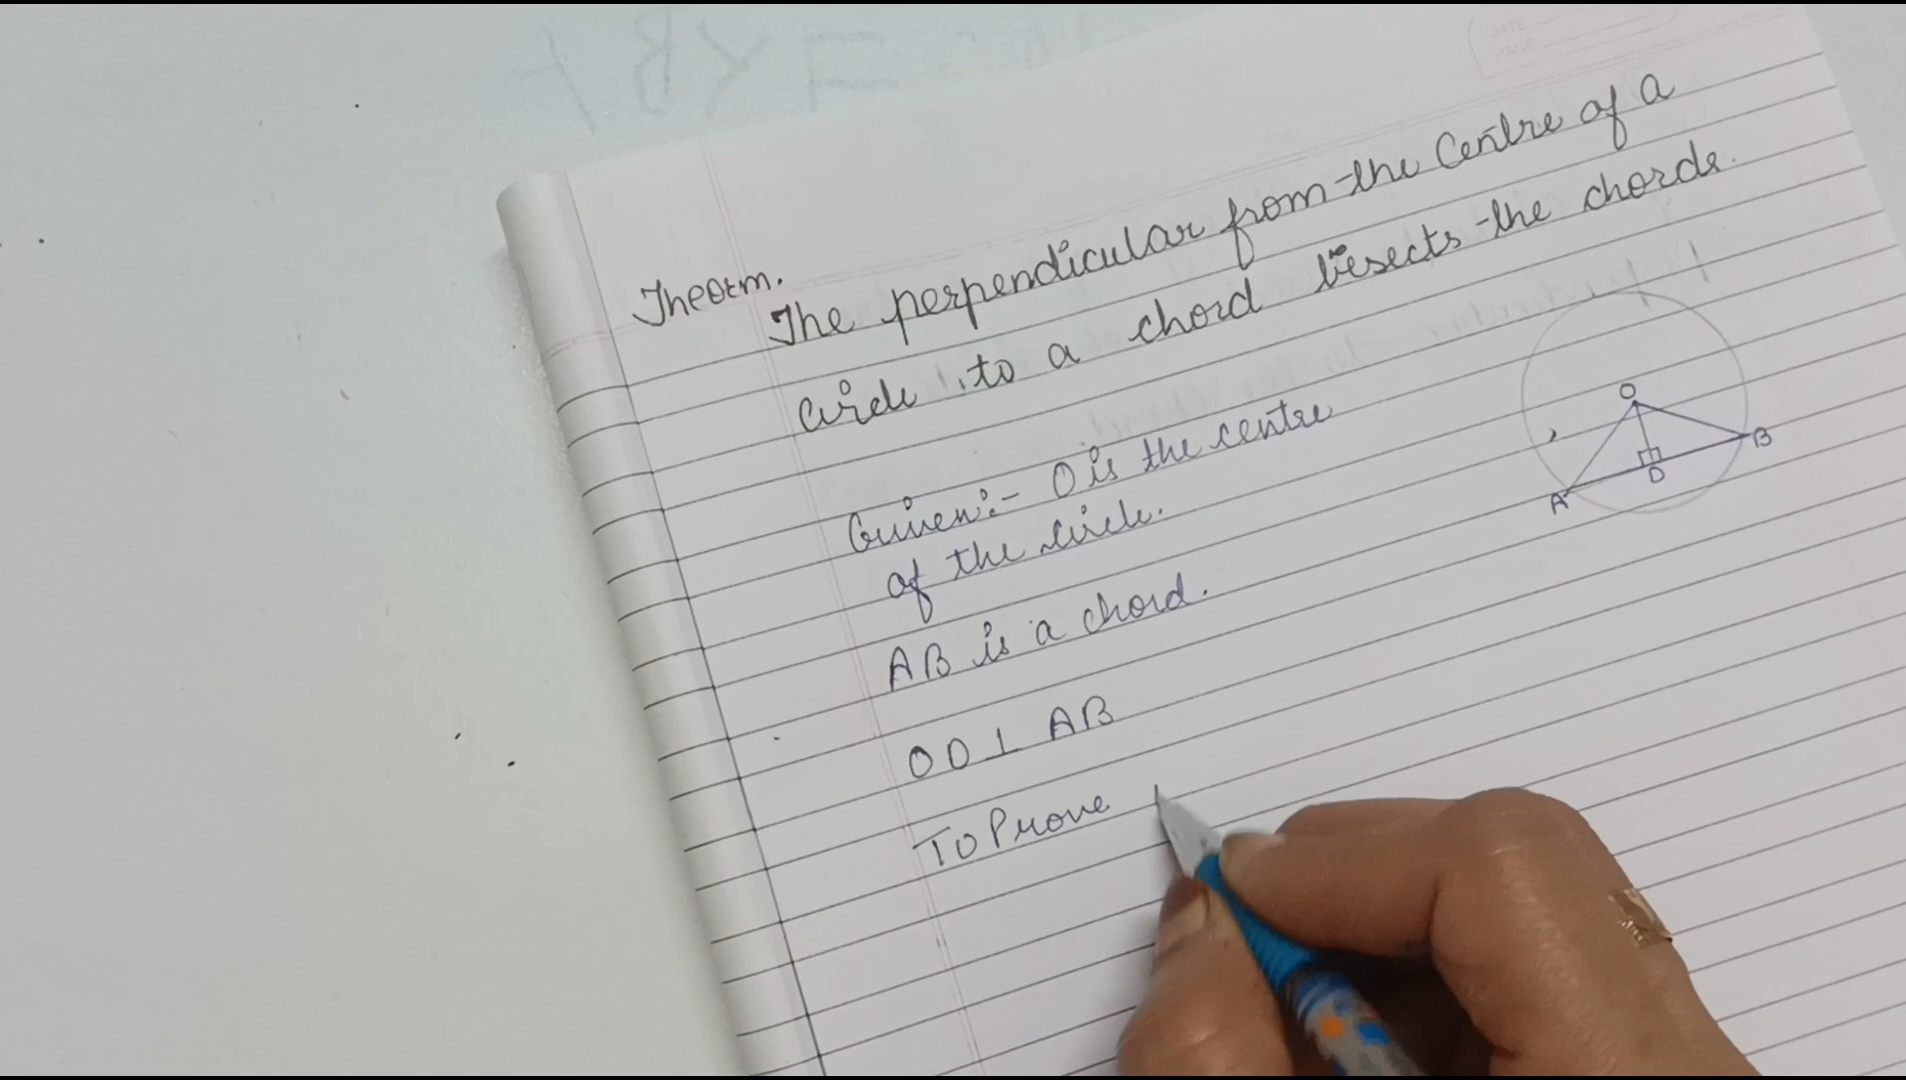 Theorm.
The perpendicular from the Centre of a
Circle to a chord bisects the chords.
Given:- O is the centre
of the circle.
AB is a chord.
OD ⊥ AB
To Prove
O
A
D
B